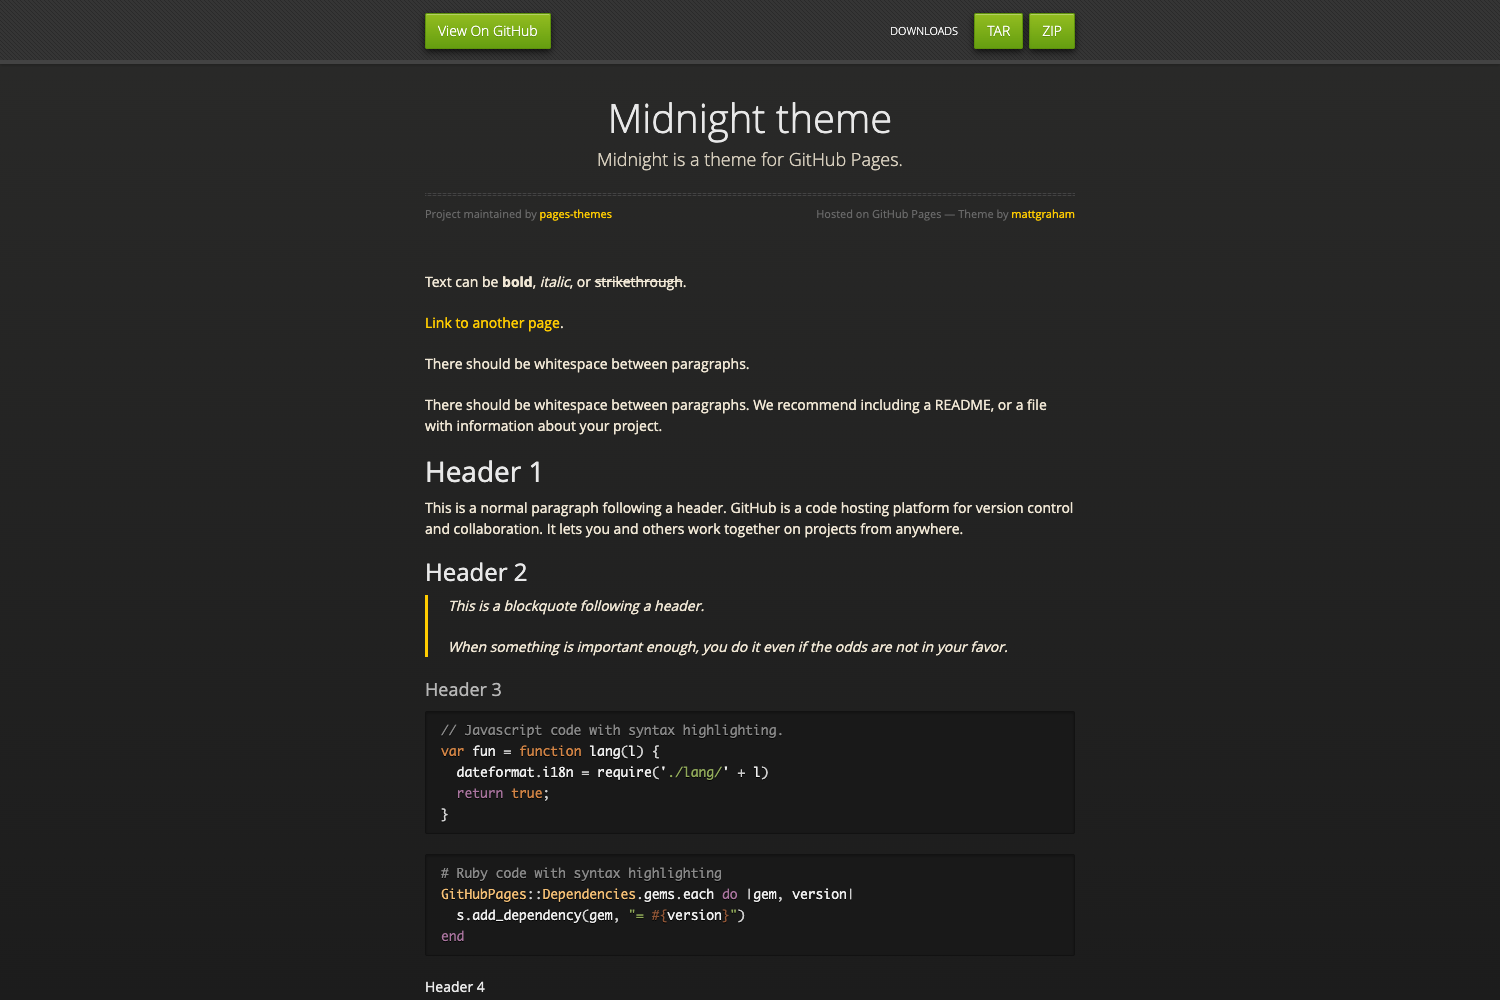 View On GitHub
DOWNLOADS
TAR
ZIP
Midnight theme
Midnight is a theme for GitHub Pages.
Project maintained by pages-themes
Hosted on GitHub Pages — Theme by mattgraham
Text can be bold, italic, or strikethrough.
Link to another page.
There should be whitespace between paragraphs.
There should be whitespace between paragraphs. We recommend including a README, or a file
with information about your project.
Header 1
This is a normal paragraph following a header. GitHub is a code hosting platform for version control
and collaboration. It lets you and others work together on projects from anywhere.
Header 2
This is a blockquote following a header.
When something is important enough, you do it even if the odds are not in your favor.
Header 3
// Javascript code with syntax highlighting.
var fun = function lang(l) {
  dateformat.i18n = require('./lang/' + l)
  return true;
}
# Ruby code with syntax highlighting
GitHubPages::Dependencies.gems.each do |gem, version|
  s.add_dependency(gem, "= #{version}")
end
Header 4